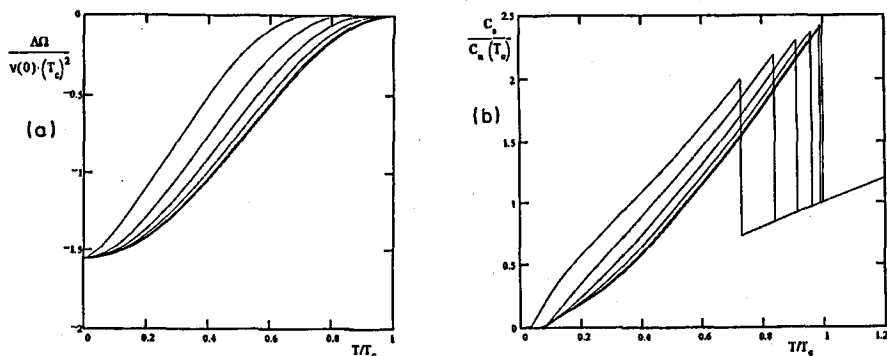 (a)
ΔΩ
ν(0)·(T_c)^2
0
-0.5
-1
-1.5
-2
0 0.2 0.4 0.6 0.8 1
T/T_c
(b)
C_s
C_n(T_c)
2.5
2
1.5
1
0.5
0
0 0.2 0.4 0.6 0.8 1 1.2
T/T_c